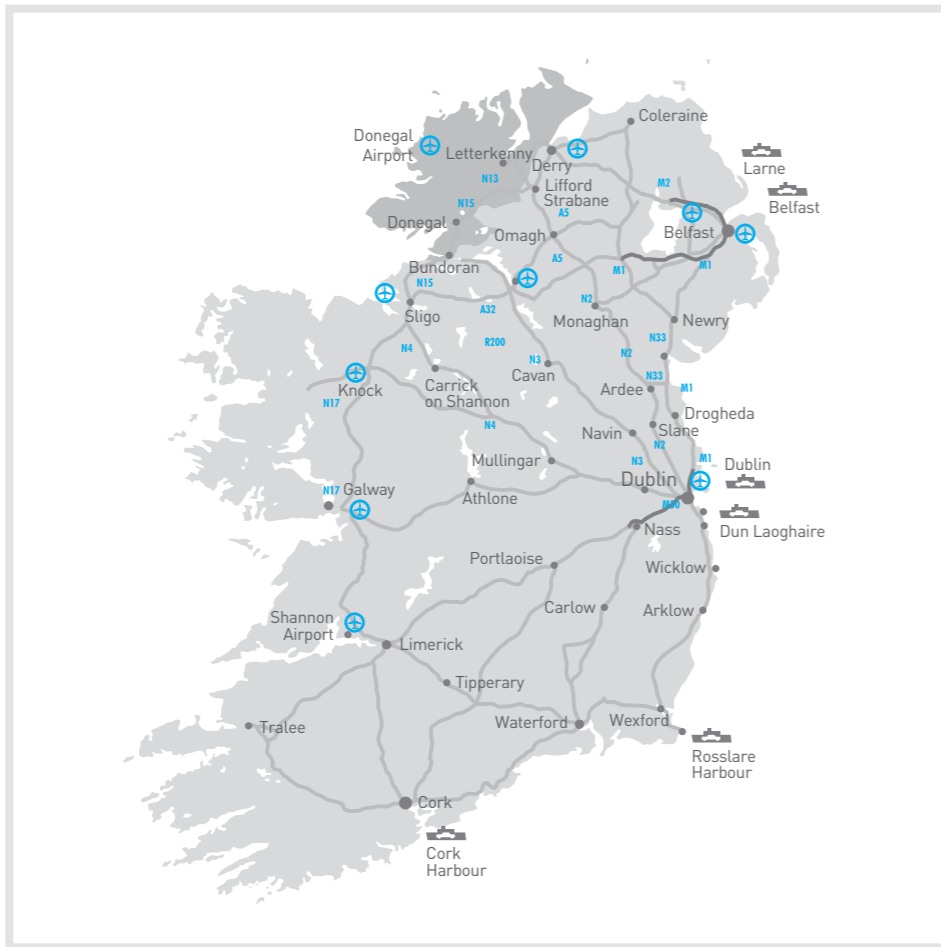 Coleraine
Donegal
Airport
Letterkenny
Derry
Larne
N13
M2
Lifford
Strabane
Belfast
N15
A5
Donegal
Omagh
Belfast
Bundoran
A5
M1
M1
N15
Sligo
A32
N2
Monaghan
Newry
R200
N33
N4
N3
N2
Cavan
Knock
Carrick
on Shannon
N33
Ardee
M1
N17
Drogheda
N4
Slane
Navin
N2
Mullingar
N3
M1
Dublin
Dublin
N17
Galway
Athlone
M50
Nass
Dun Laoghaire
Portlaoise
Wicklow
Carlow
Arklow
Shannon
Airport
Limerick
Tipperary
Tralee
Waterford
Wexford
Rosslare
Harbour
Cork
Cork
Harbour